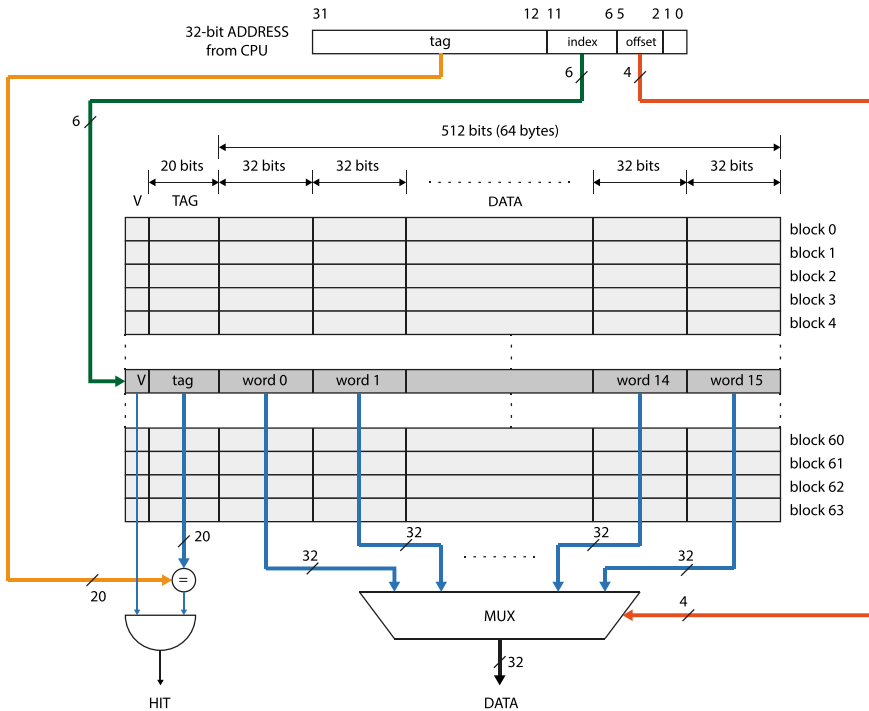 31 12 11 6 5 2 1 0
32-bit ADDRESS
from CPU
tag index offset
6 4
6
512 bits (64 bytes)
20 bits 32 bits 32 bits 32 bits 32 bits
V TAG DATA
block 0
block 1
block 2
block 3
block 4
V tag word 0 word 1 word 14 word 15
block 60
block 61
block 62
block 63
20 32 32
32 32
=
20
MUX
4
32
HIT DATA